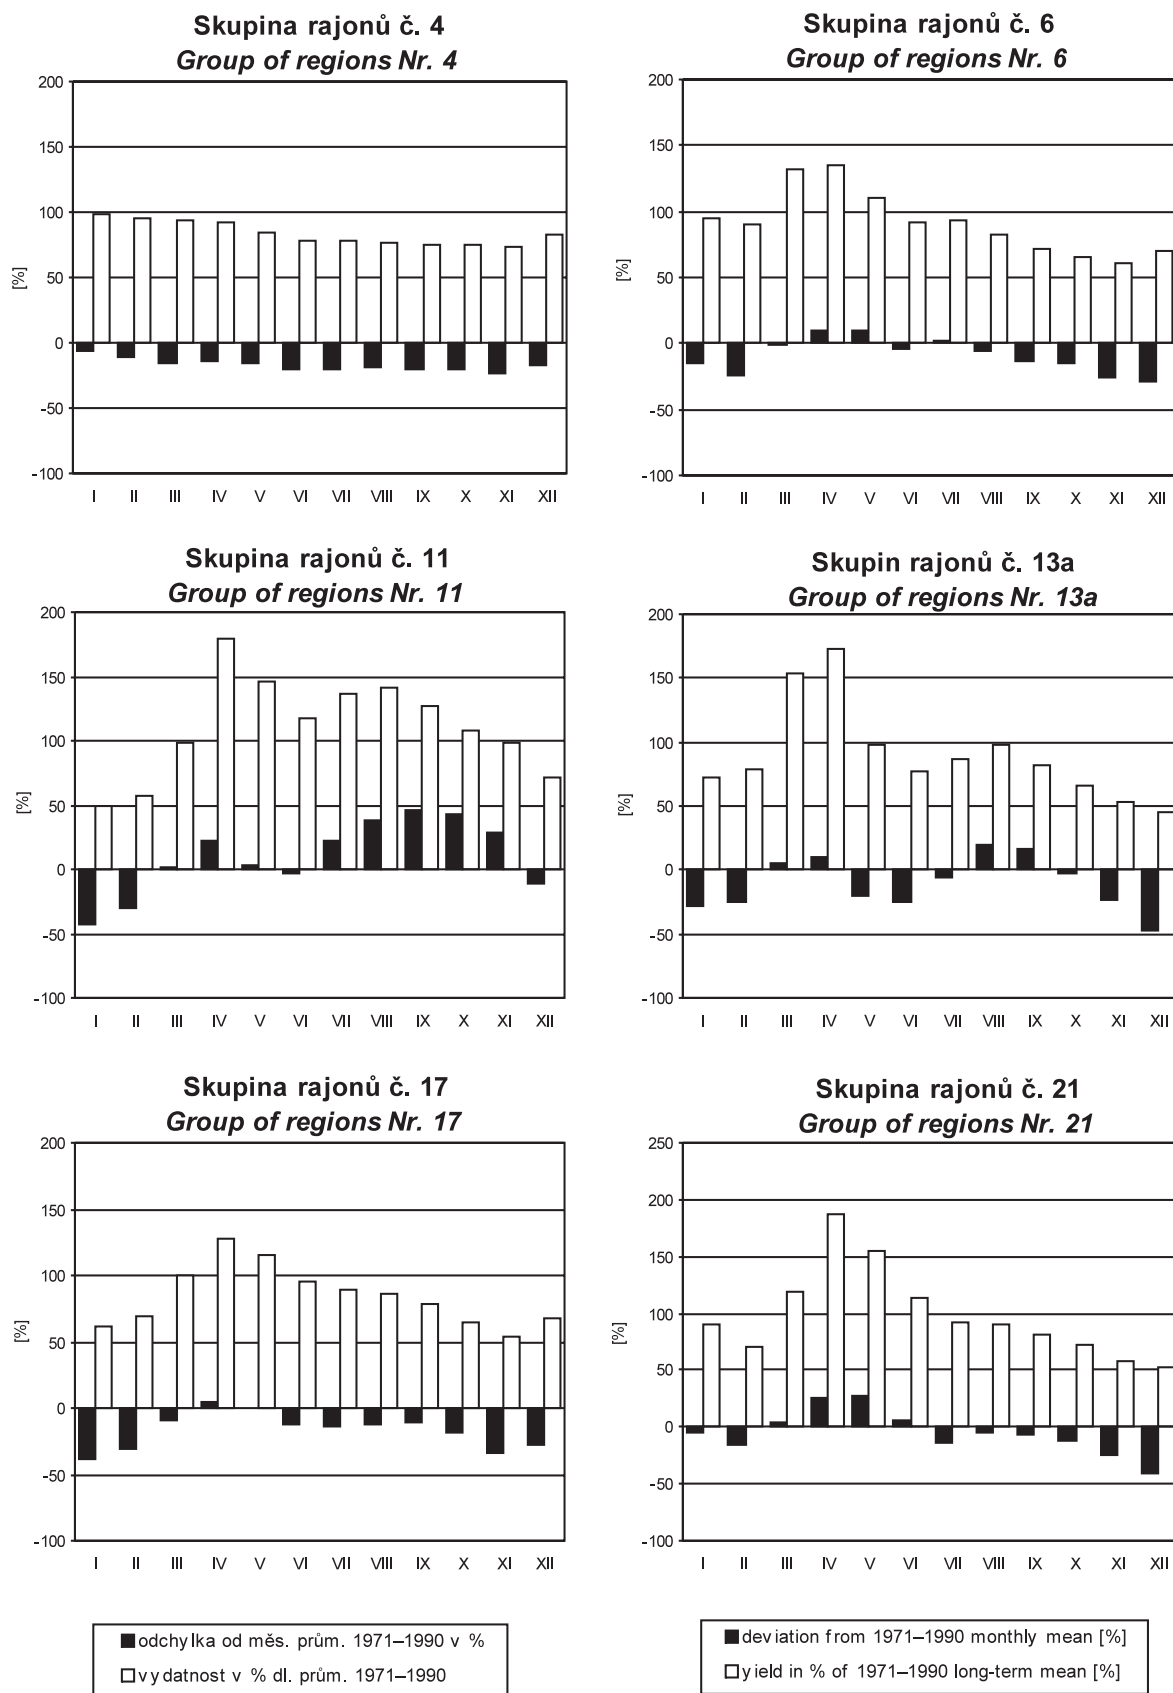 Skupina rajonů č. 4
Group of regions Nr. 4
200
150
100
50
0
-50
-100
[%]
I II III IV V VI VII VIII IX X XI XII
Skupina rajonů č. 6
Group of regions Nr. 6
200
150
100
50
0
-50
-100
[%]
I II III IV V VI VII VIII IX X XI XII
Skupina rajonů č. 11
Group of regions Nr. 11
200
150
100
50
0
-50
-100
[%]
I II III IV V VI VII VIII IX X XI XII
Skupin rajonů č. 13a
Group of regions Nr. 13a
200
150
100
50
0
-50
-100
[%]
I II III IV V VI VII VIII IX X XI XII
Skupina rajonů č. 17
Group of regions Nr. 17
200
150
100
50
0
-50
-100
[%]
I II III IV V VI VII VIII IX X XI XII
Skupina rajonů č. 21
Group of regions Nr. 21
250
200
150
100
50
0
-50
-100
[%]
I II III IV V VI VII VIII IX X XI XII
odchylka od měs. prům. 1971–1990 v %
vydatnost v % dl. prům. 1971–1990
deviation from 1971–1990 monthly mean [%]
yield in % of 1971–1990 long-term mean [%]